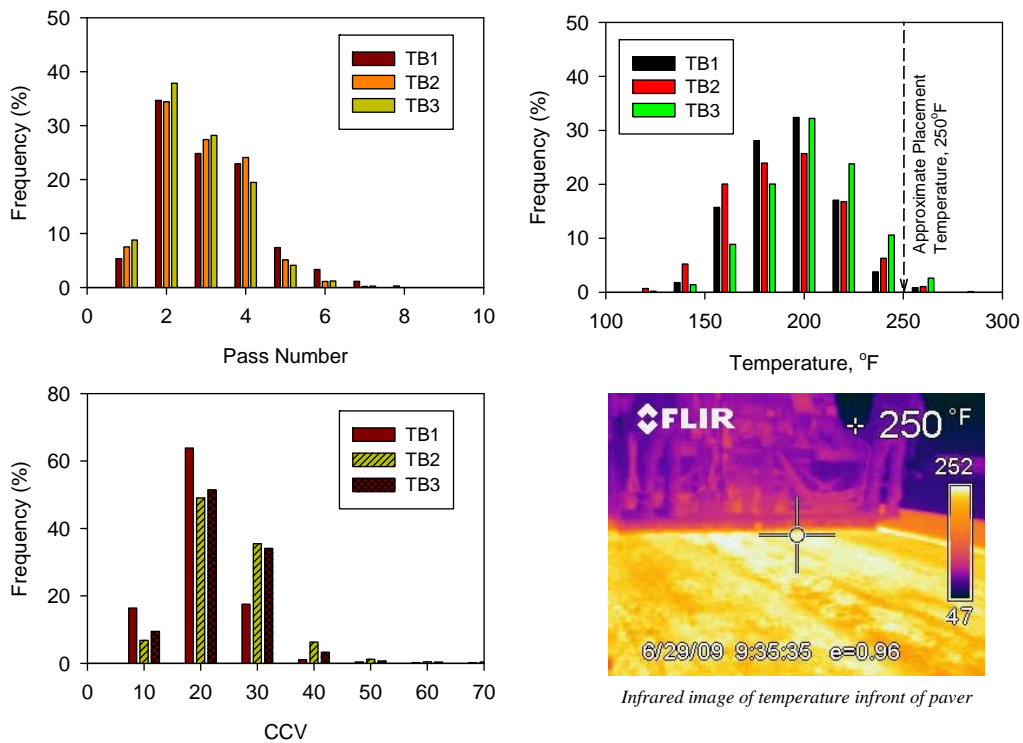 50
40
30
20
10
0
Frequency (%)
TB1
TB2
TB3
0 2 4 6 8 10
Pass Number
50
40
30
20
10
0
Frequency (%)
TB1
TB2
TB3
Approximate Placement
Temperature, 250°F
100 150 200 250 300
Temperature, °F
80
60
40
20
0
Frequency (%)
TB1
TB2
TB3
0 10 20 30 40 50 60 70
CCV
FLIR
250 °F
252
47
6/29/09 9:35:35 e=0.96
Infrared image of temperature infront of paver